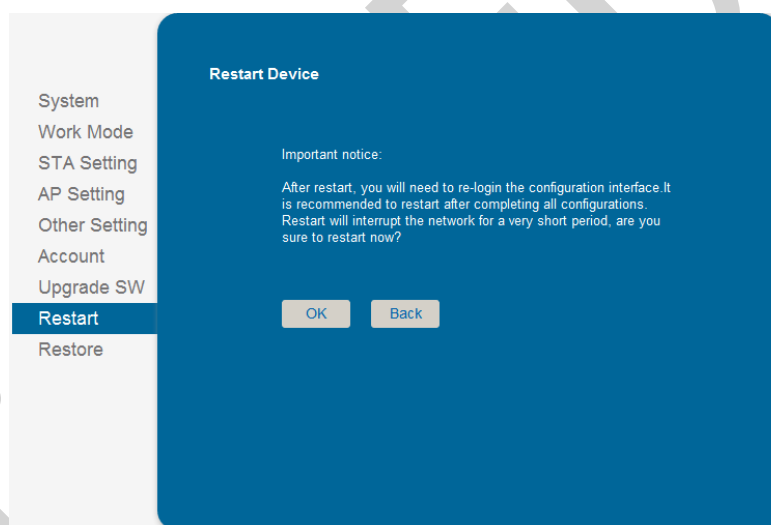 Restart Device
System
Work Mode
STA Setting
AP Setting
Other Setting
Account
Upgrade SW
Restart
Restore
Important notice:
After restart, you will need to re-login the configuration interface.It
is recommended to restart after completing all configurations.
Restart will interrupt the network for a very short period, are you
sure to restart now?
OK
Back